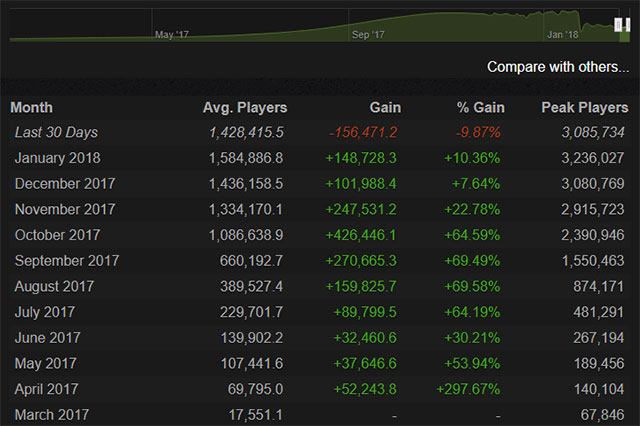 May '17 Sep '17 Jan '18
Compare with others...
Month Avg. Players Gain % Gain Peak Players
Last 30 Days 1,428,415.5 -156,471.2 -9.87% 3,085,734
January 2018 1,584,886.8 +148,728.3 +10.36% 3,236,027
December 2017 1,436,158.5 +101,988.4 +7.64% 3,080,769
November 2017 1,334,170.1 +247,531.2 +22.78% 2,915,723
October 2017 1,086,638.9 +426,446.1 +64.59% 2,390,946
September 2017 660,192.7 +270,665.3 +69.49% 1,550,463
August 2017 389,527.4 +159,825.7 +69.58% 874,171
July 2017 229,701.7 +89,799.5 +64.19% 481,291
June 2017 139,902.2 +32,460.6 +30.21% 267,194
May 2017 107,441.6 +37,646.6 +53.94% 189,456
April 2017 69,795.0 +52,243.8 +297.67% 140,104
March 2017 17,551.1 - - 67,846